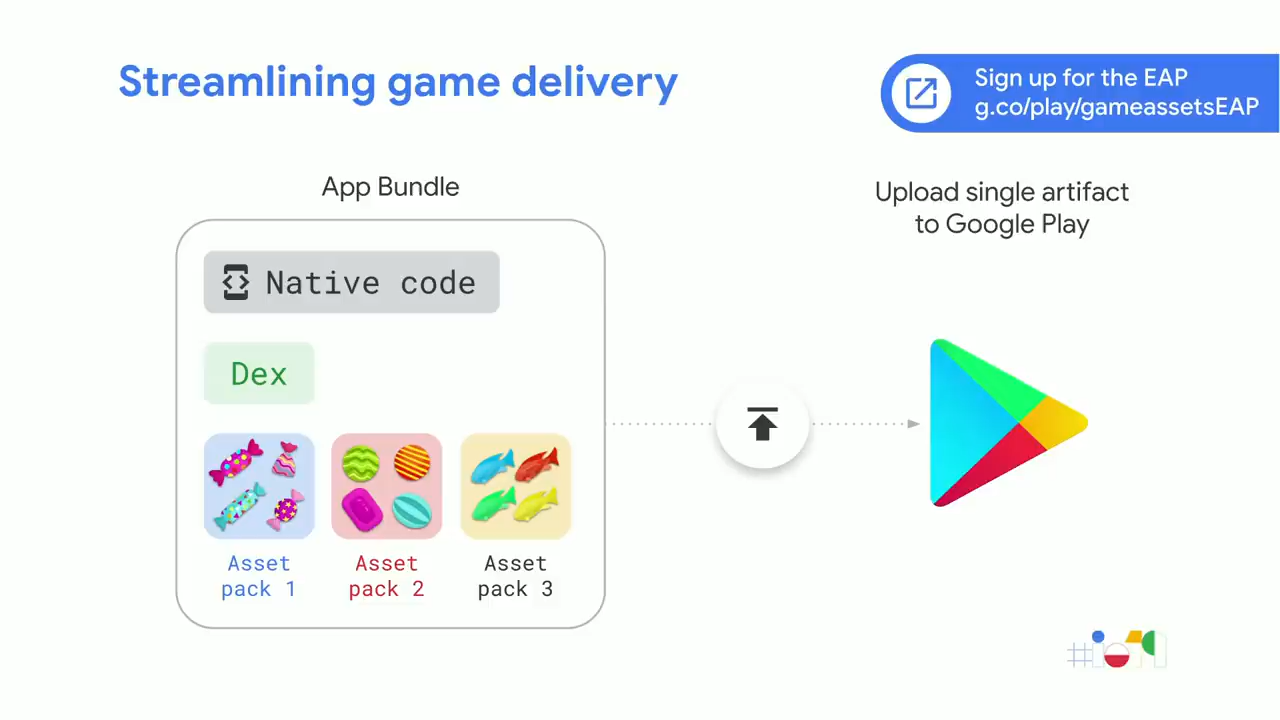 Streamlining game delivery
Sign up for the EAP
g.co/play/gameassetsEAP
App Bundle
Upload single artifact
to Google Play
Native code
Dex
Asset
pack 1
Asset
pack 2
Asset
pack 3
#io19